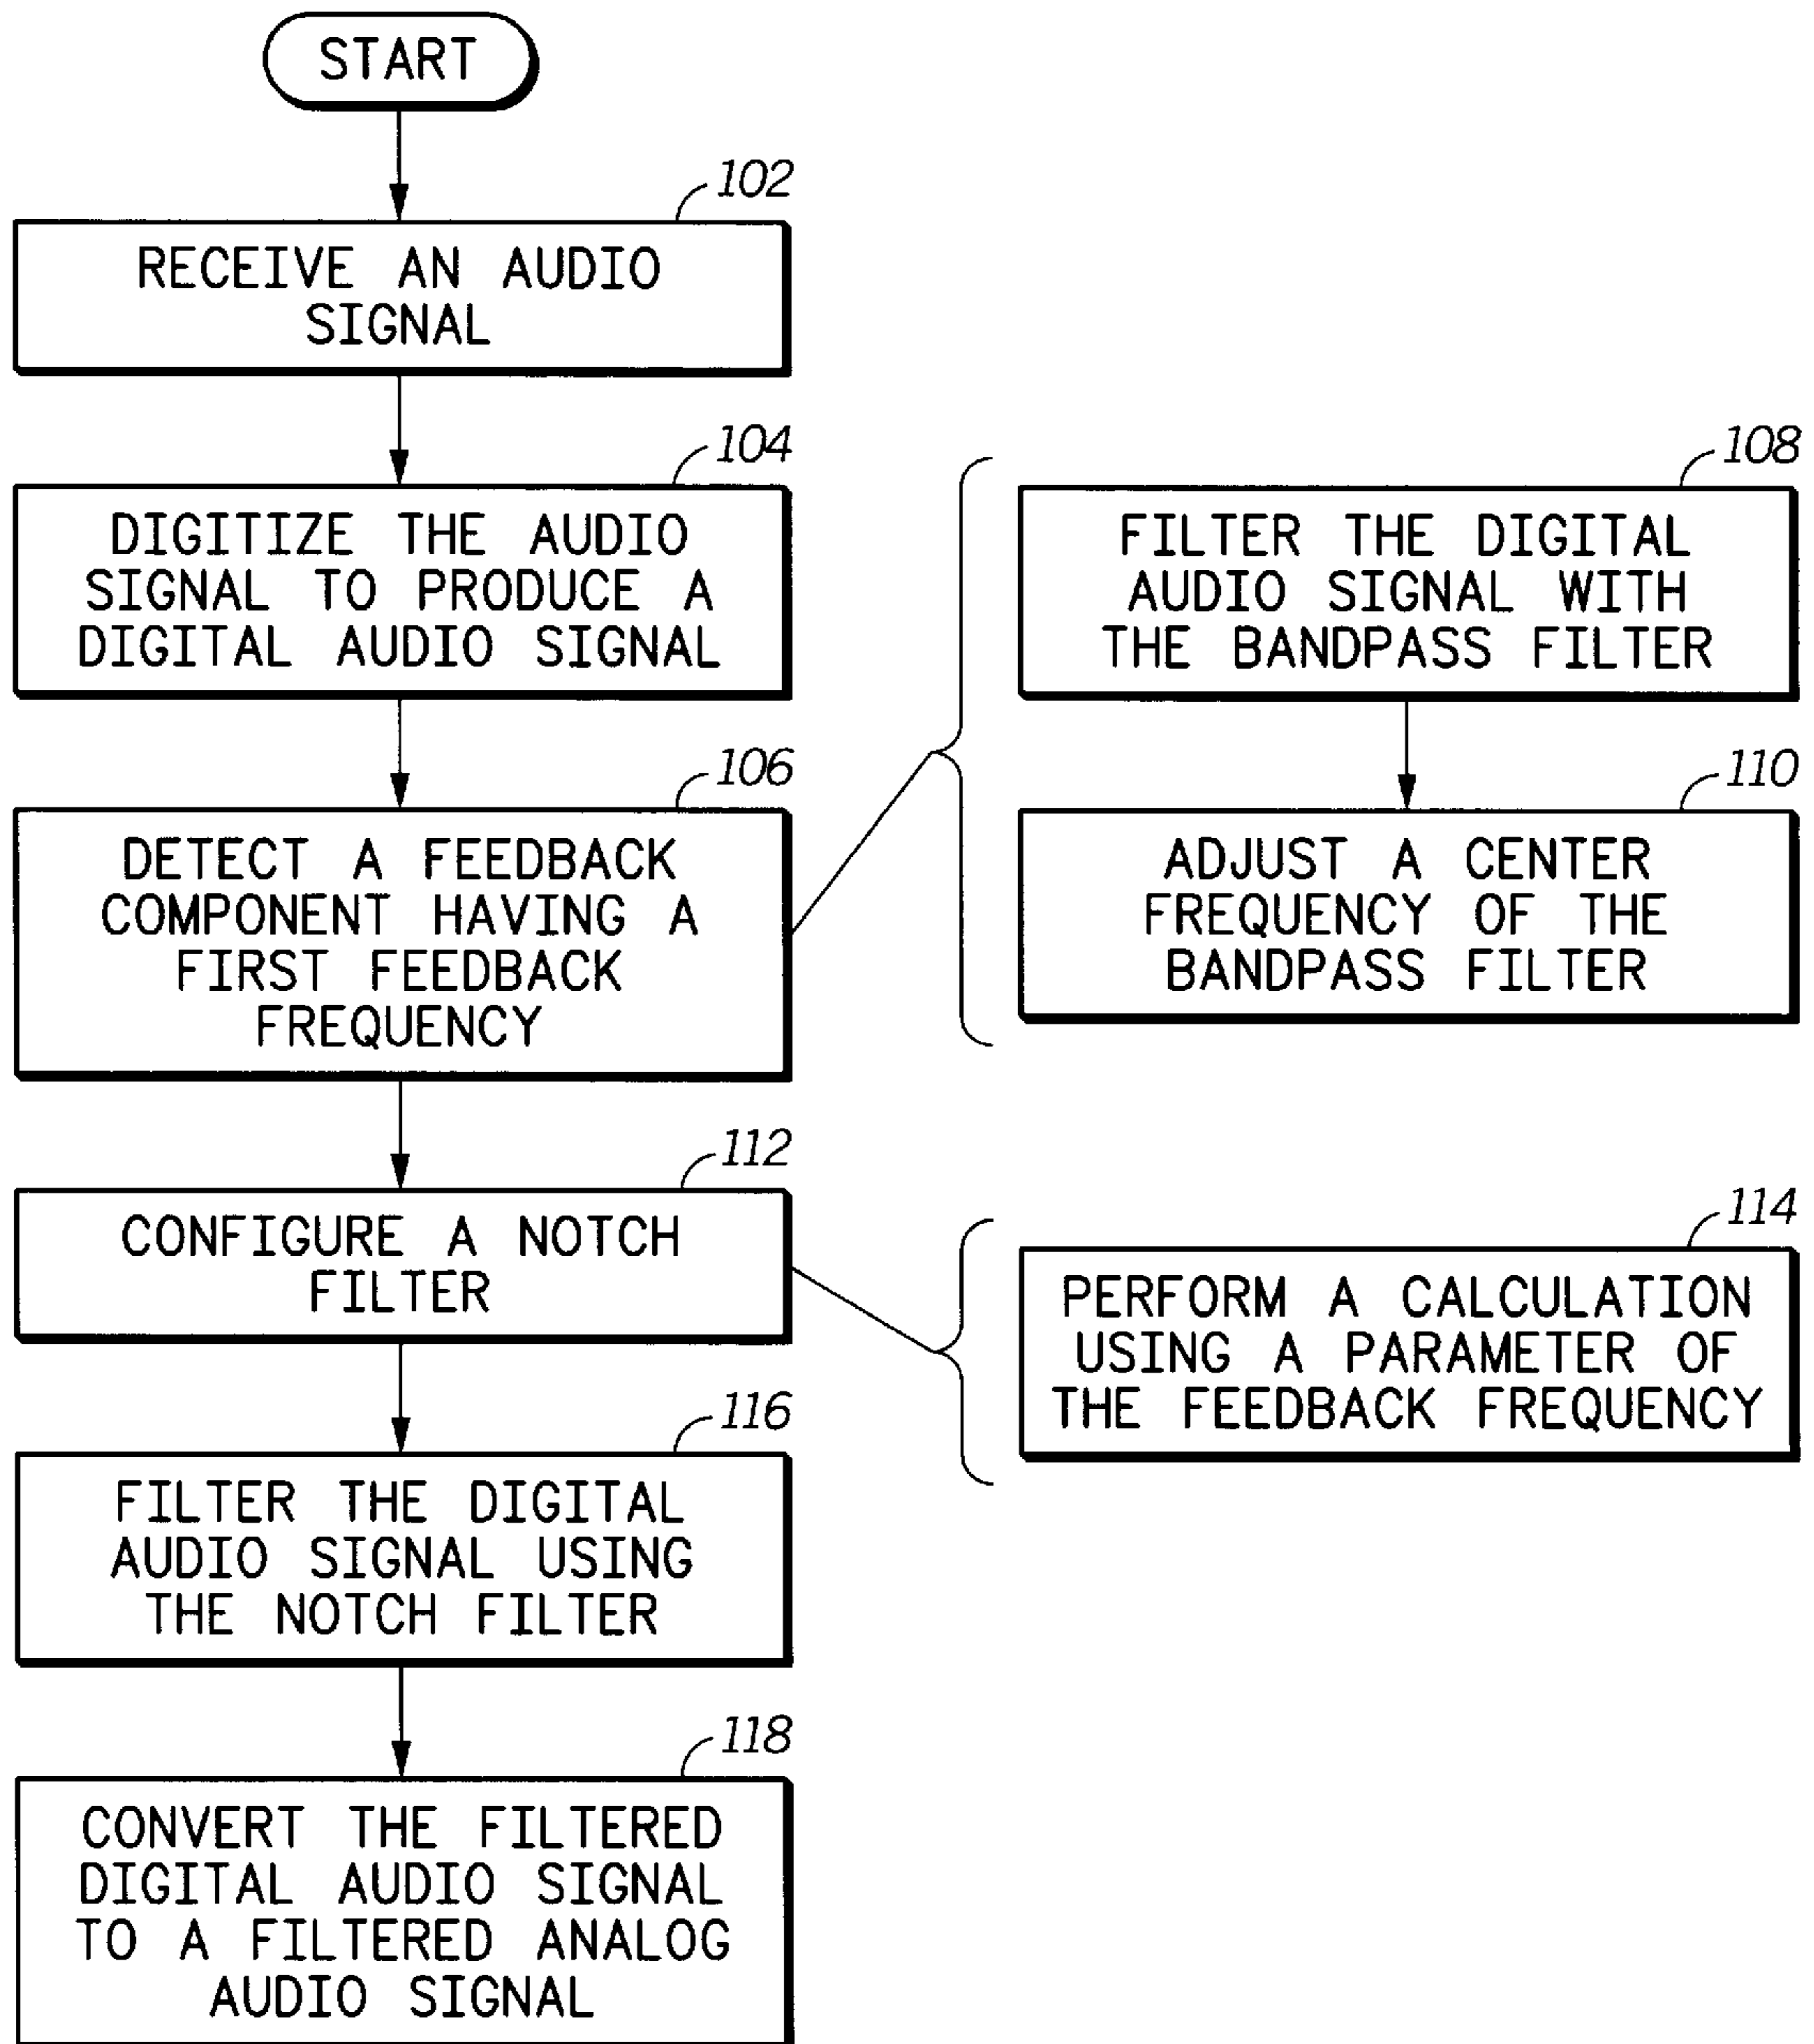 START
102
RECEIVE AN AUDIO
SIGNAL
104
DIGITIZE THE AUDIO
SIGNAL TO PRODUCE A
DIGITAL AUDIO SIGNAL
106
DETECT A FEEDBACK
COMPONENT HAVING A
FIRST FEEDBACK
FREQUENCY
108
FILTER THE DIGITAL
AUDIO SIGNAL WITH
THE BANDPASS FILTER
110
ADJUST A CENTER
FREQUENCY OF THE
BANDPASS FILTER
112
CONFIGURE A NOTCH
FILTER
114
PERFORM A CALCULATION
USING A PARAMETER OF
THE FEEDBACK FREQUENCY
116
FILTER THE DIGITAL
AUDIO SIGNAL USING
THE NOTCH FILTER
118
CONVERT THE FILTERED
DIGITAL AUDIO SIGNAL
TO A FILTERED ANALOG
AUDIO SIGNAL